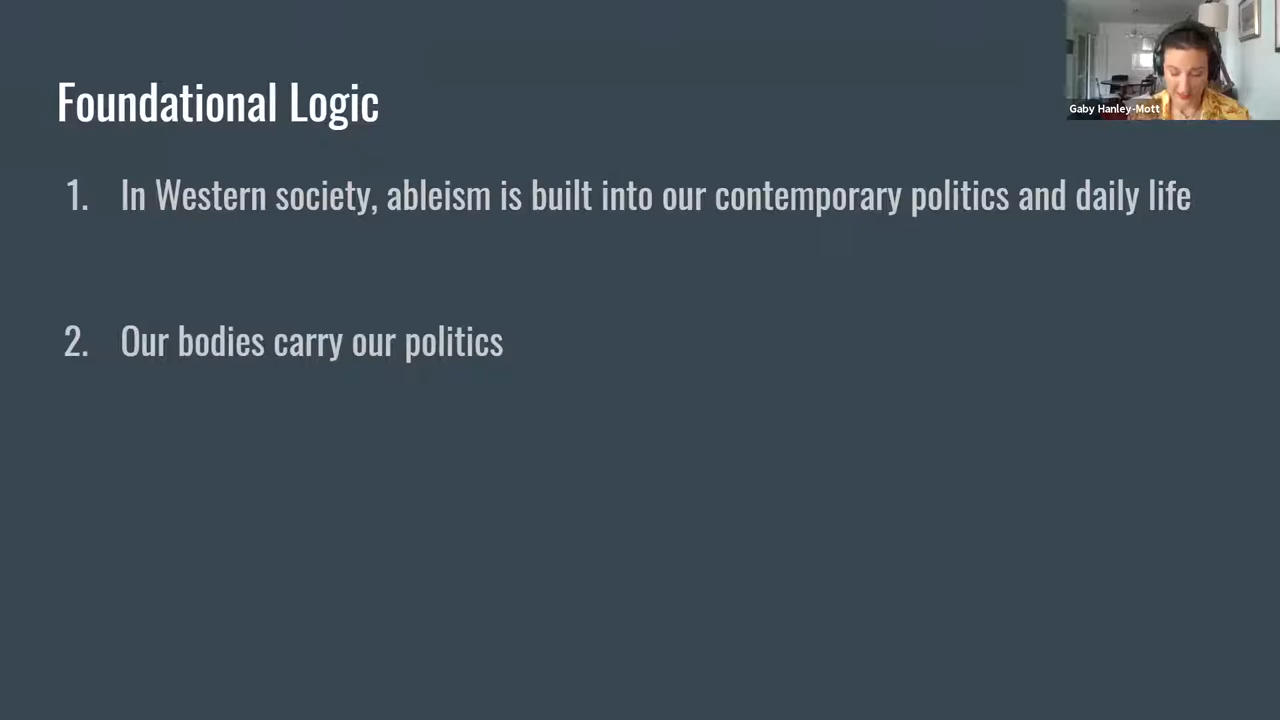 Foundational Logic
Gaby Hanley-Mott
1. In Western society, ableism is built into our contemporary politics and daily life
2. Our bodies carry our politics